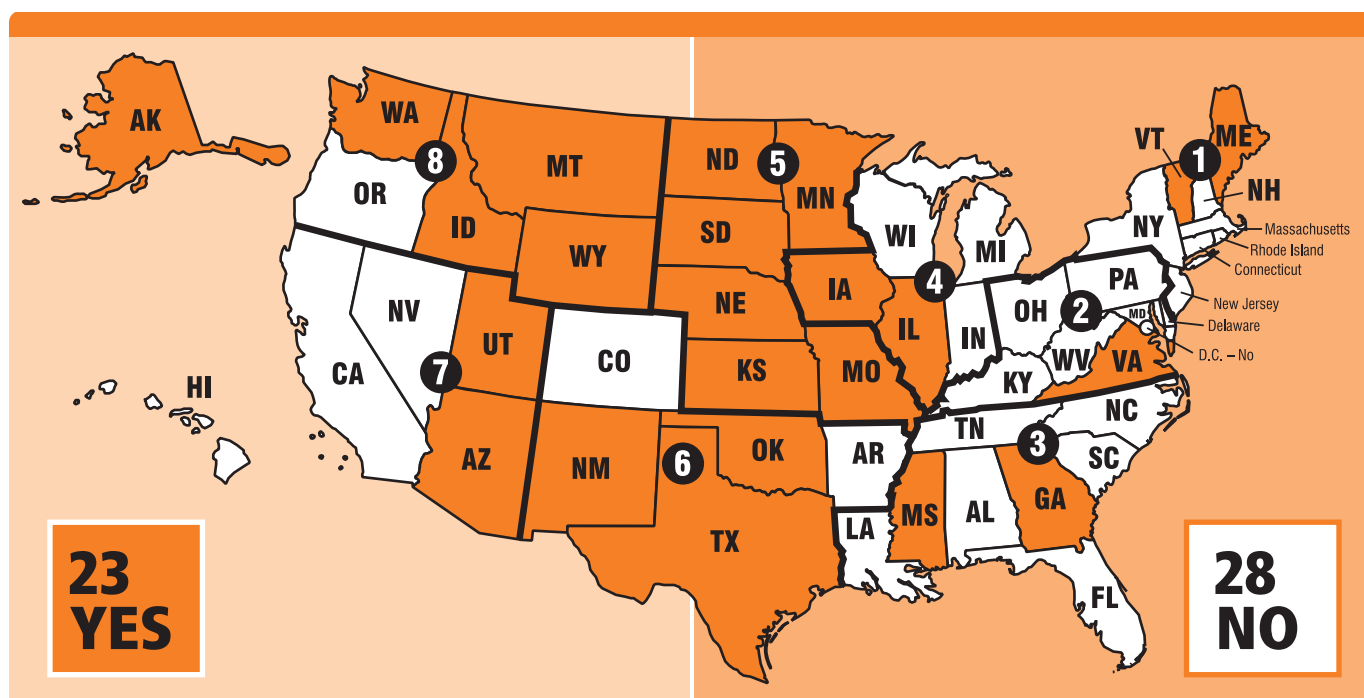 AK
WA
8
MT
ND
5
MN
VT
ME
1
OR
ID
SD
WI
MI
NY
NH
Massachusetts
Rhode Island
Connecticut
WY
NE
IA
4
IL
IN
OH
PA
2
MD
New Jersey
Delaware
D.C. – No
NV
UT
CO
KS
MO
WV
VA
KY
CA
7
HI
AZ
NM
6
OK
AR
TN
3
NC
SC
TX
LA
MS
AL
GA
FL
23
YES
28
NO